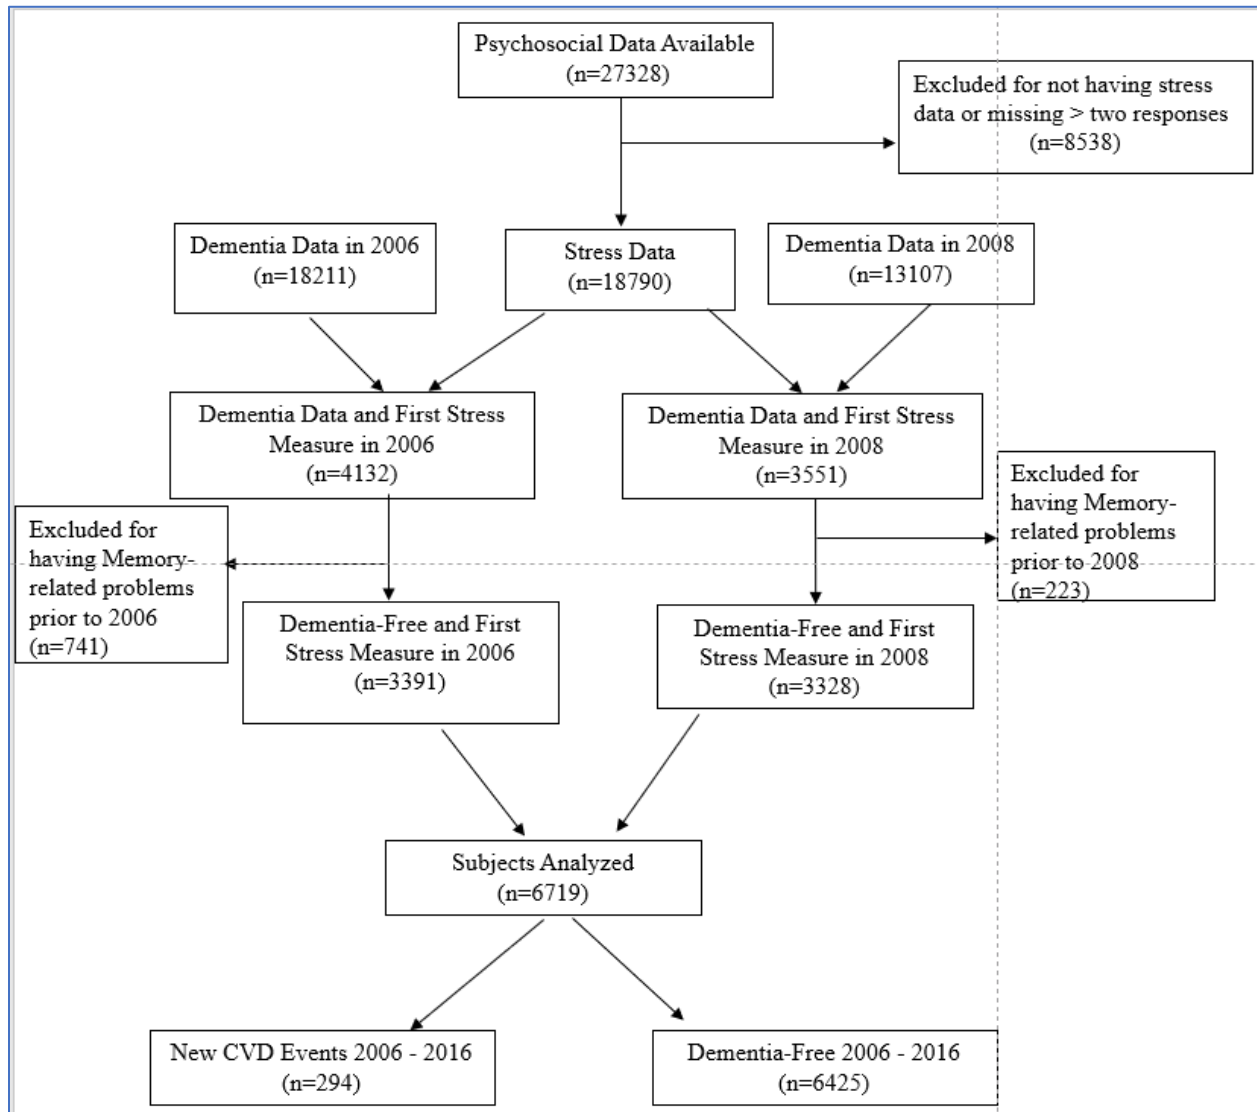 Psychosocial Data Available
(n=27328)
Excluded for not having stress
data or missing > two responses
(n=8538)
Dementia Data in 2006
(n=18211)
Stress Data
(n=18790)
Dementia Data in 2008
(n=13107)
Dementia Data and First Stress
Measure in 2006
(n=4132)
Dementia Data and First Stress
Measure in 2008
(n=3551)
Excluded for
having Memory-
related problems
prior to 2006
(n=741)
Excluded for
having Memory-
related problems
prior to 2008
(n=223)
Dementia-Free and First
Stress Measure in 2006
(n=3391)
Dementia-Free and First
Stress Measure in 2008
(n=3328)
Subjects Analyzed
(n=6719)
New CVD Events 2006 - 2016
(n=294)
Dementia-Free 2006 - 2016
(n=6425)